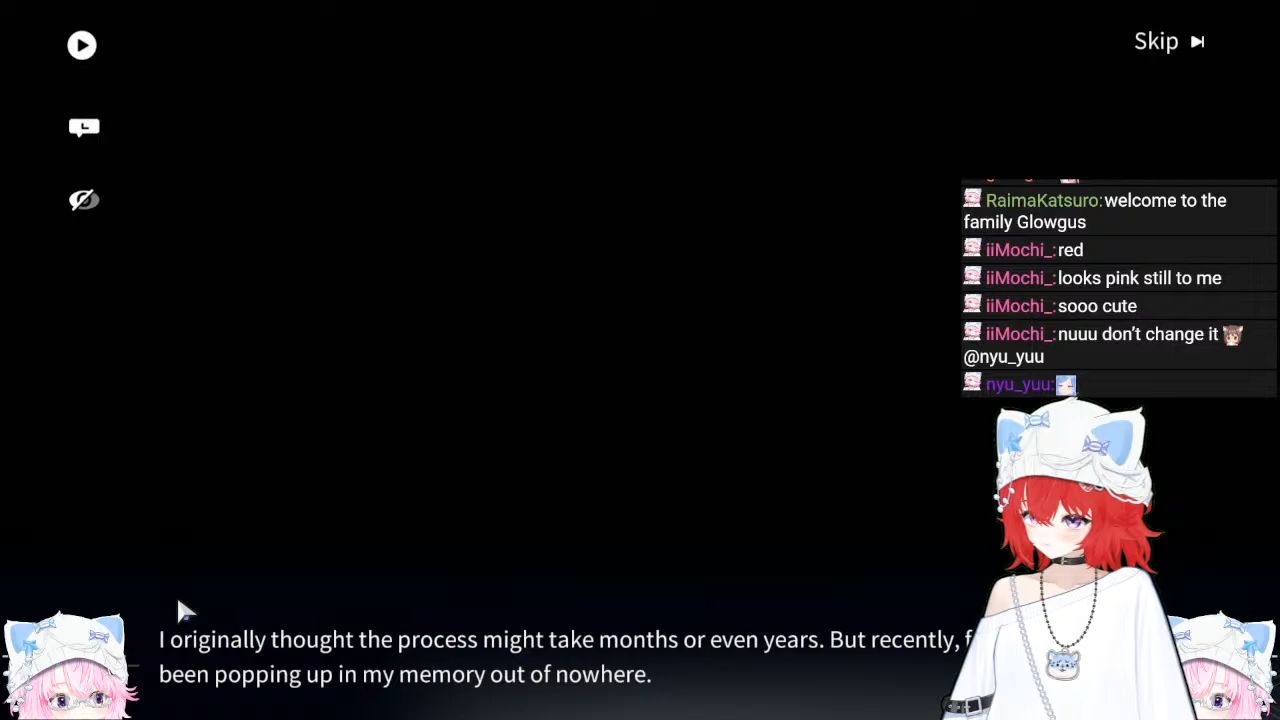 Skip
RaimaKatsuro:welcome to the
family Glowgus
iiMochi_:red
iiMochi_:looks pink still to me
iiMochi_:sooo cute
iiMochi_:nuuu don't change it
@nyu_yuu
nyu_yuu:
I originally thought the process might take months or even years. But recently,
been popping up in my memory out of nowhere.